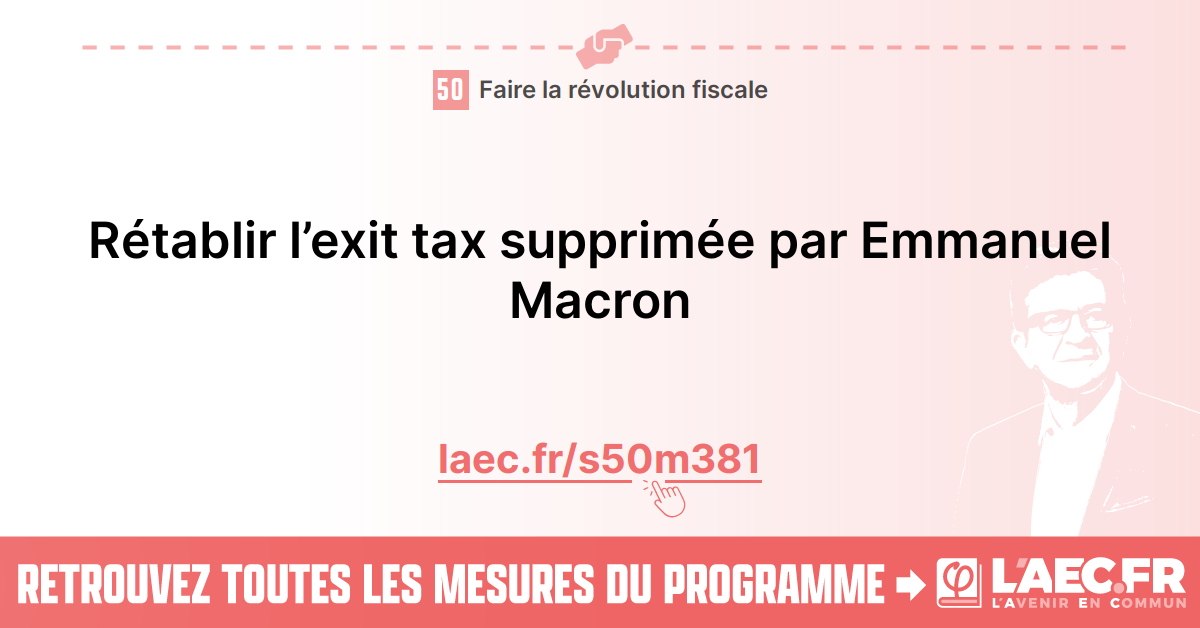 50 Faire la révolution fiscale
Rétablir l’exit tax supprimée par Emmanuel
Macron
laec.fr/s50m381
RETROUVEZ TOUTES LES MESURES DU PROGRAMME
φ L'AEC.FR
L'AVENIR EN COMMUN